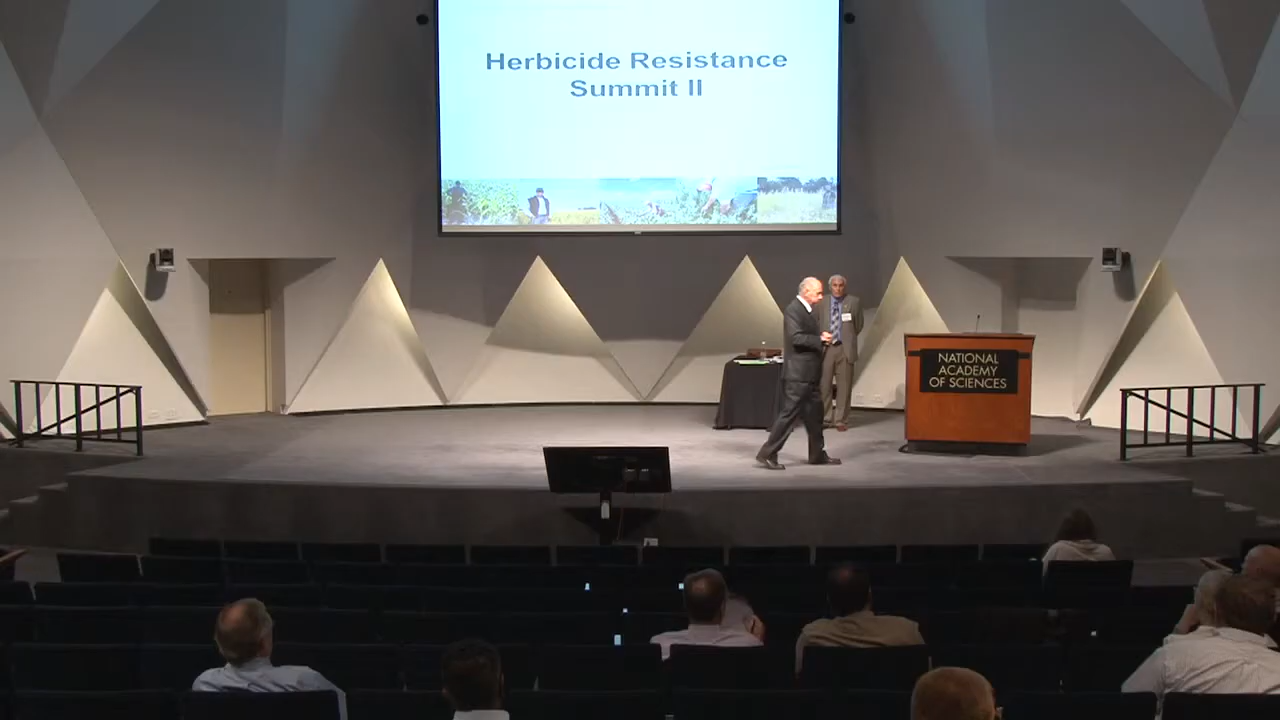 Herbicide Resistance
Summit II
NATIONAL
ACADEMY
OF SCIENCES